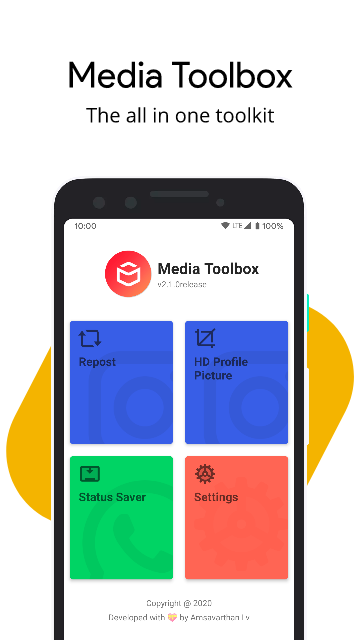 Media Toolbox
The all in one toolkit
10:00 LTE 100%
Media Toolbox
v2.1.0release
Repost
HD Profile
Picture
Status Saver
Settings
Copyright @ 2020
Developed with 💝 by Amsavarthan Lv